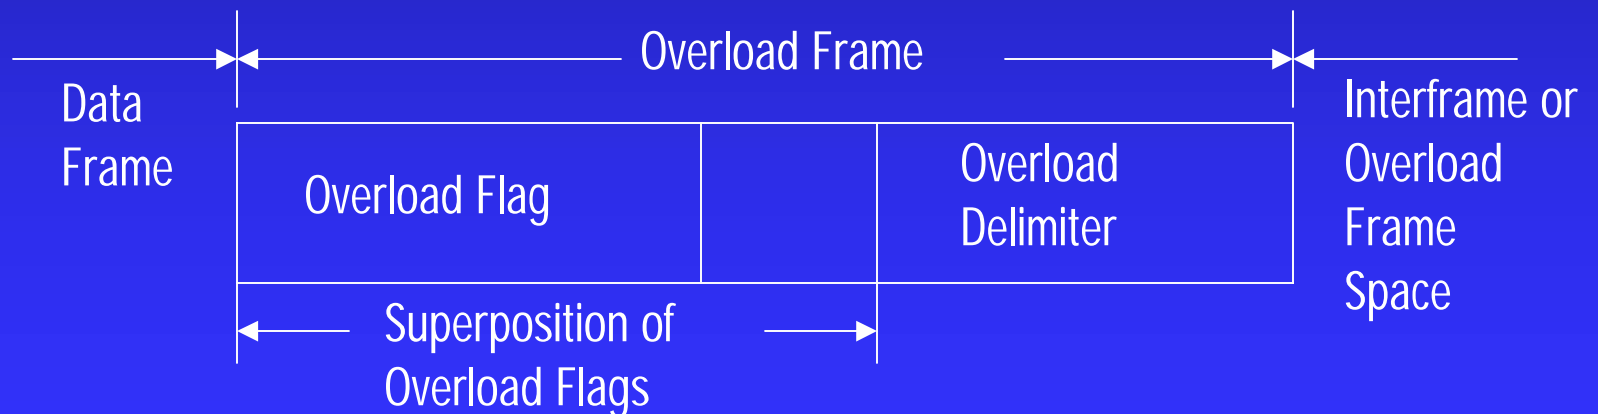 Overload Frame
Data
Frame
Interframe or
Overload
Frame
Space
Overload Flag
Overload
Delimiter
Superposition of
Overload Flags